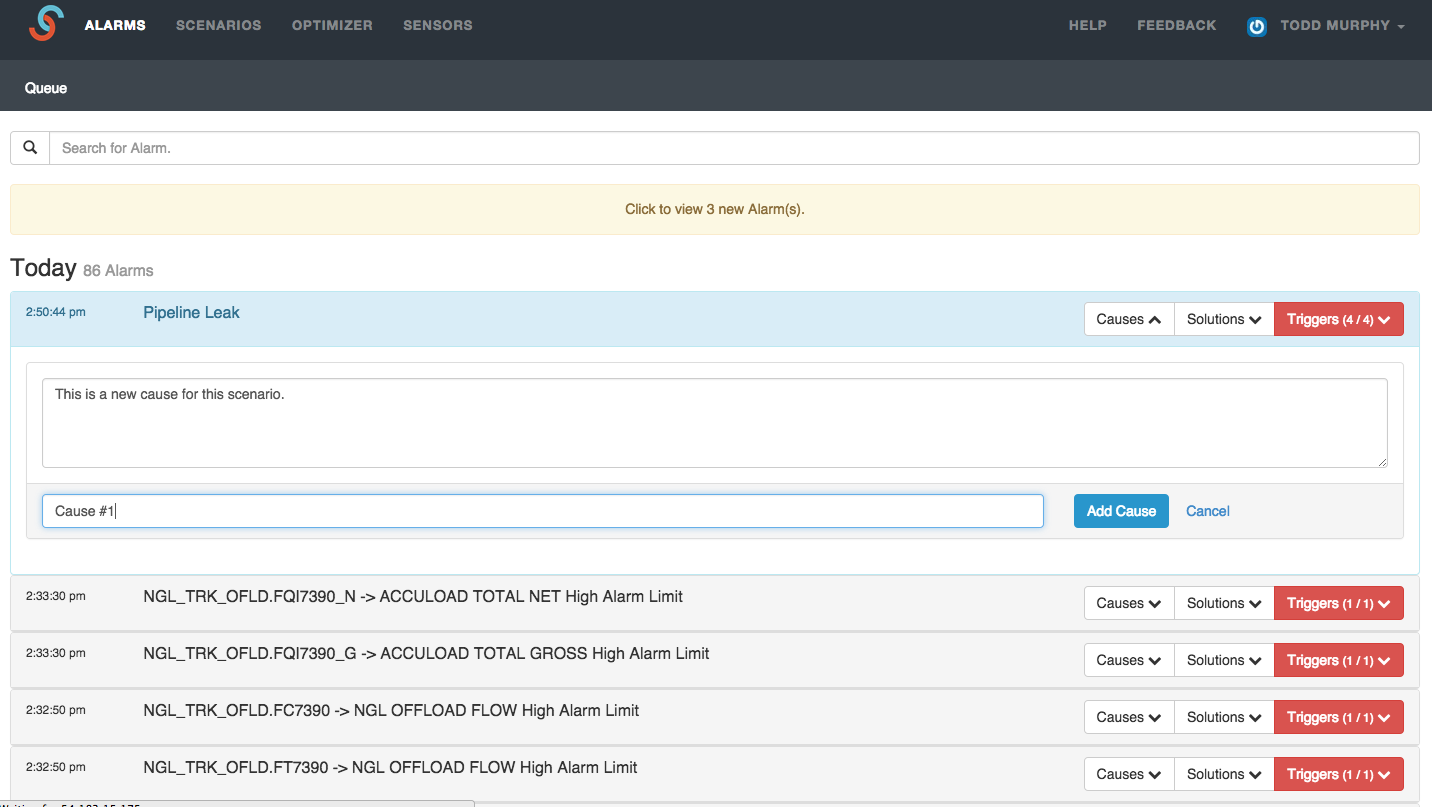 ALARMS SCENARIOS OPTIMIZER SENSORS HELP FEEDBACK TODD MURPHY
Queue
Search for Alarm.
Click to view 3 new Alarm(s).
Today 86 Alarms
2:50:44 pm Pipeline Leak Causes Solutions Triggers (4 / 4)
This is a new cause for this scenario.
Cause #1 Add Cause Cancel
2:33:30 pm NGL_TRK_OFLD.FQI7390_N -> ACCULOAD TOTAL NET High Alarm Limit Causes Solutions Triggers (1 / 1)
2:33:30 pm NGL_TRK_OFLD.FQI7390_G -> ACCULOAD TOTAL GROSS High Alarm Limit Causes Solutions Triggers (1 / 1)
2:32:50 pm NGL_TRK_OFLD.FC7390 -> NGL OFFLOAD FLOW High Alarm Limit Causes Solutions Triggers (1 / 1)
2:32:50 pm NGL_TRK_OFLD.FT7390 -> NGL OFFLOAD FLOW High Alarm Limit Causes Solutions Triggers (1 / 1)